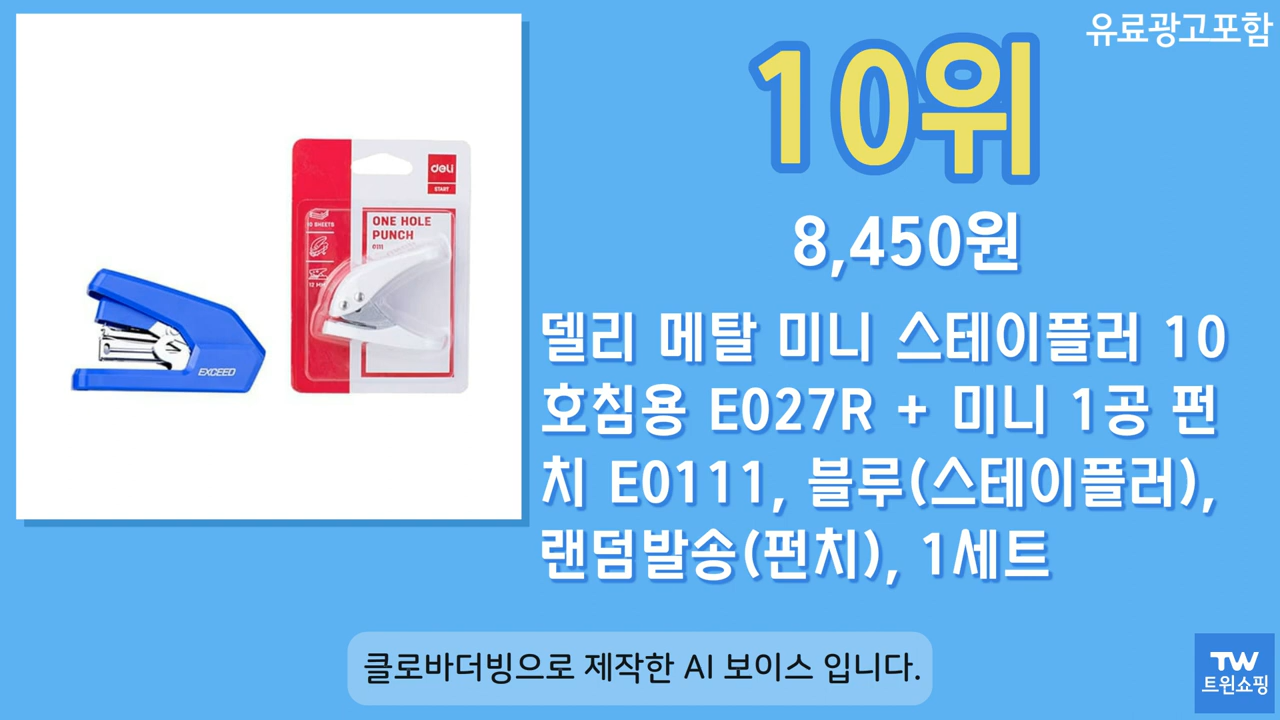 유료광고포함
10위
8,450원
델리 메탈 미니 스테이플러 10
호침용 E027R + 미니 1공 펀
치 E0111, 블루(스테이플러),
랜덤발송(펀치), 1세트
deli
START
10 SHEETS
ONE HOLE
PUNCH
EXCEED
클로바더빙으로 제작한 AI 보이스 입니다.
TW
트윈쇼핑